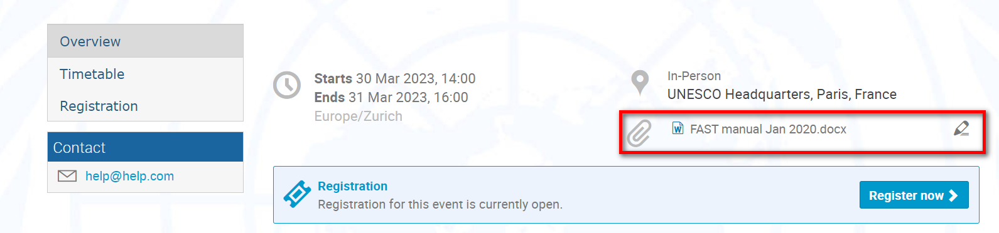 Overview
Timetable
Registration
Contact
help@help.com
Starts 30 Mar 2023, 14:00
Ends 31 Mar 2023, 16:00
Europe/Zurich
In-Person
UNESCO Headquarters, Paris, France
FAST manual Jan 2020.docx
Registration
Registration for this event is currently open.
Register now